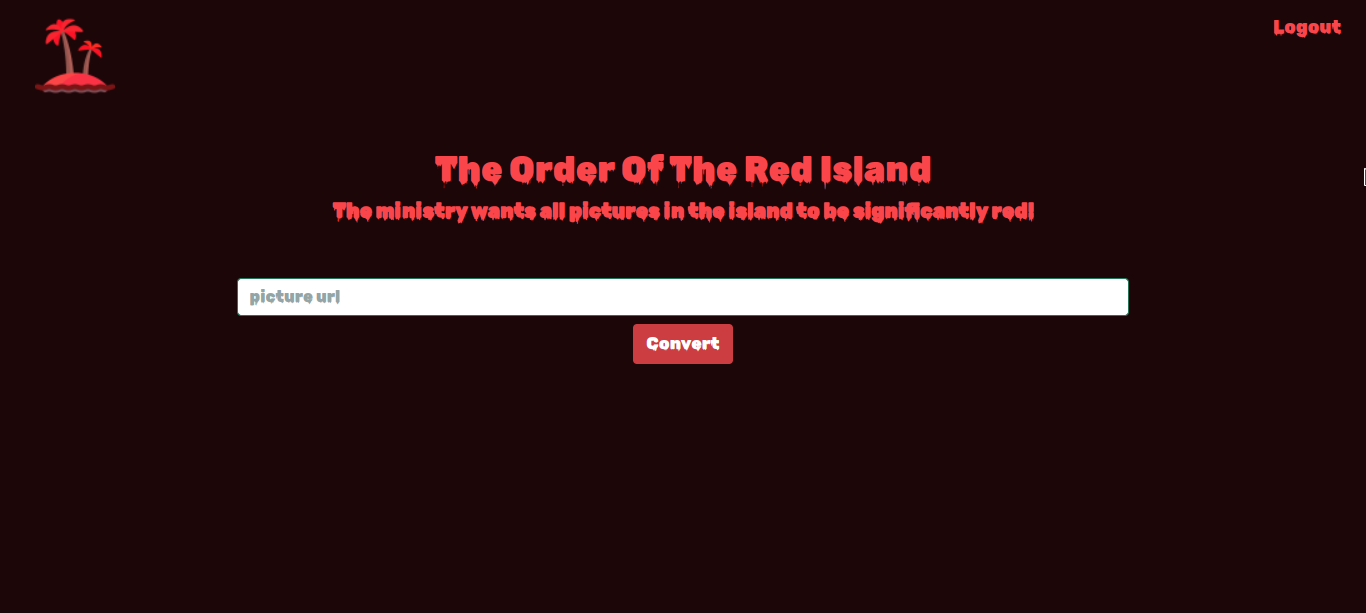 Logout
The Order Of The Red Island
The ministry wants all pictures in the island to be significantly red!
picture url
Convert